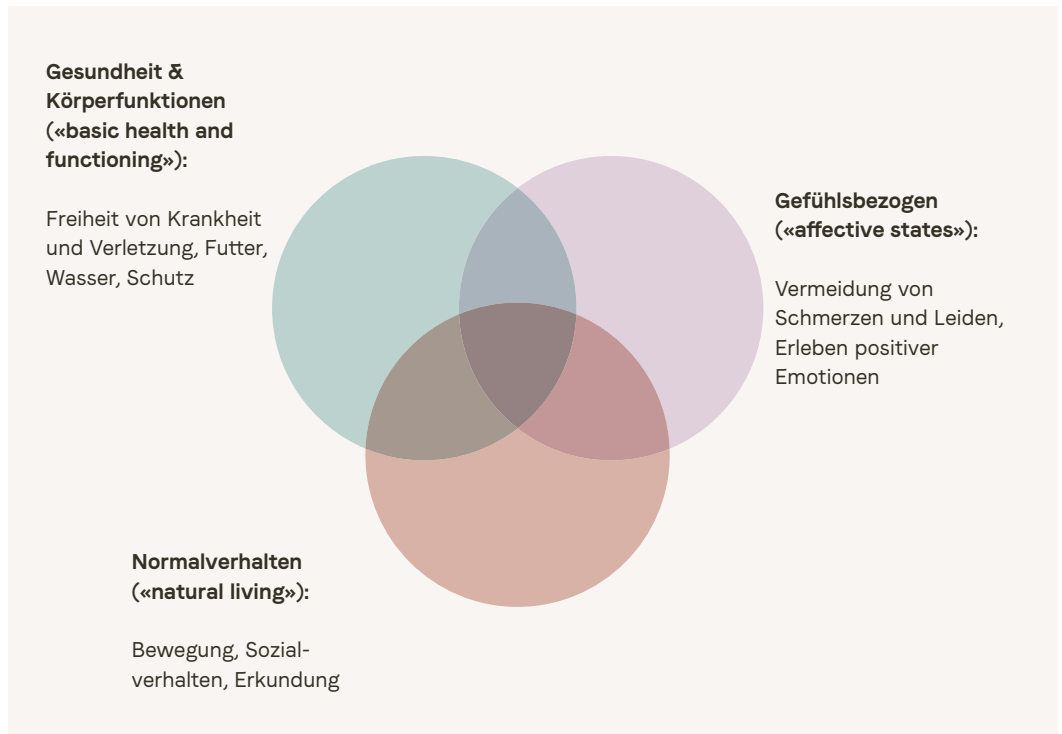 Gesundheit &
Körperfunktionen
(«basic health and
functioning»):
Freiheit von Krankheit
und Verletzung, Futter,
Wasser, Schutz
Gefühlsbezogen
(«affective states»):
Vermeidung von
Schmerzen und Leiden,
Erleben positiver
Emotionen
Normalverhalten
(«natural living»):
Bewegung, Sozial-
verhalten, Erkundung